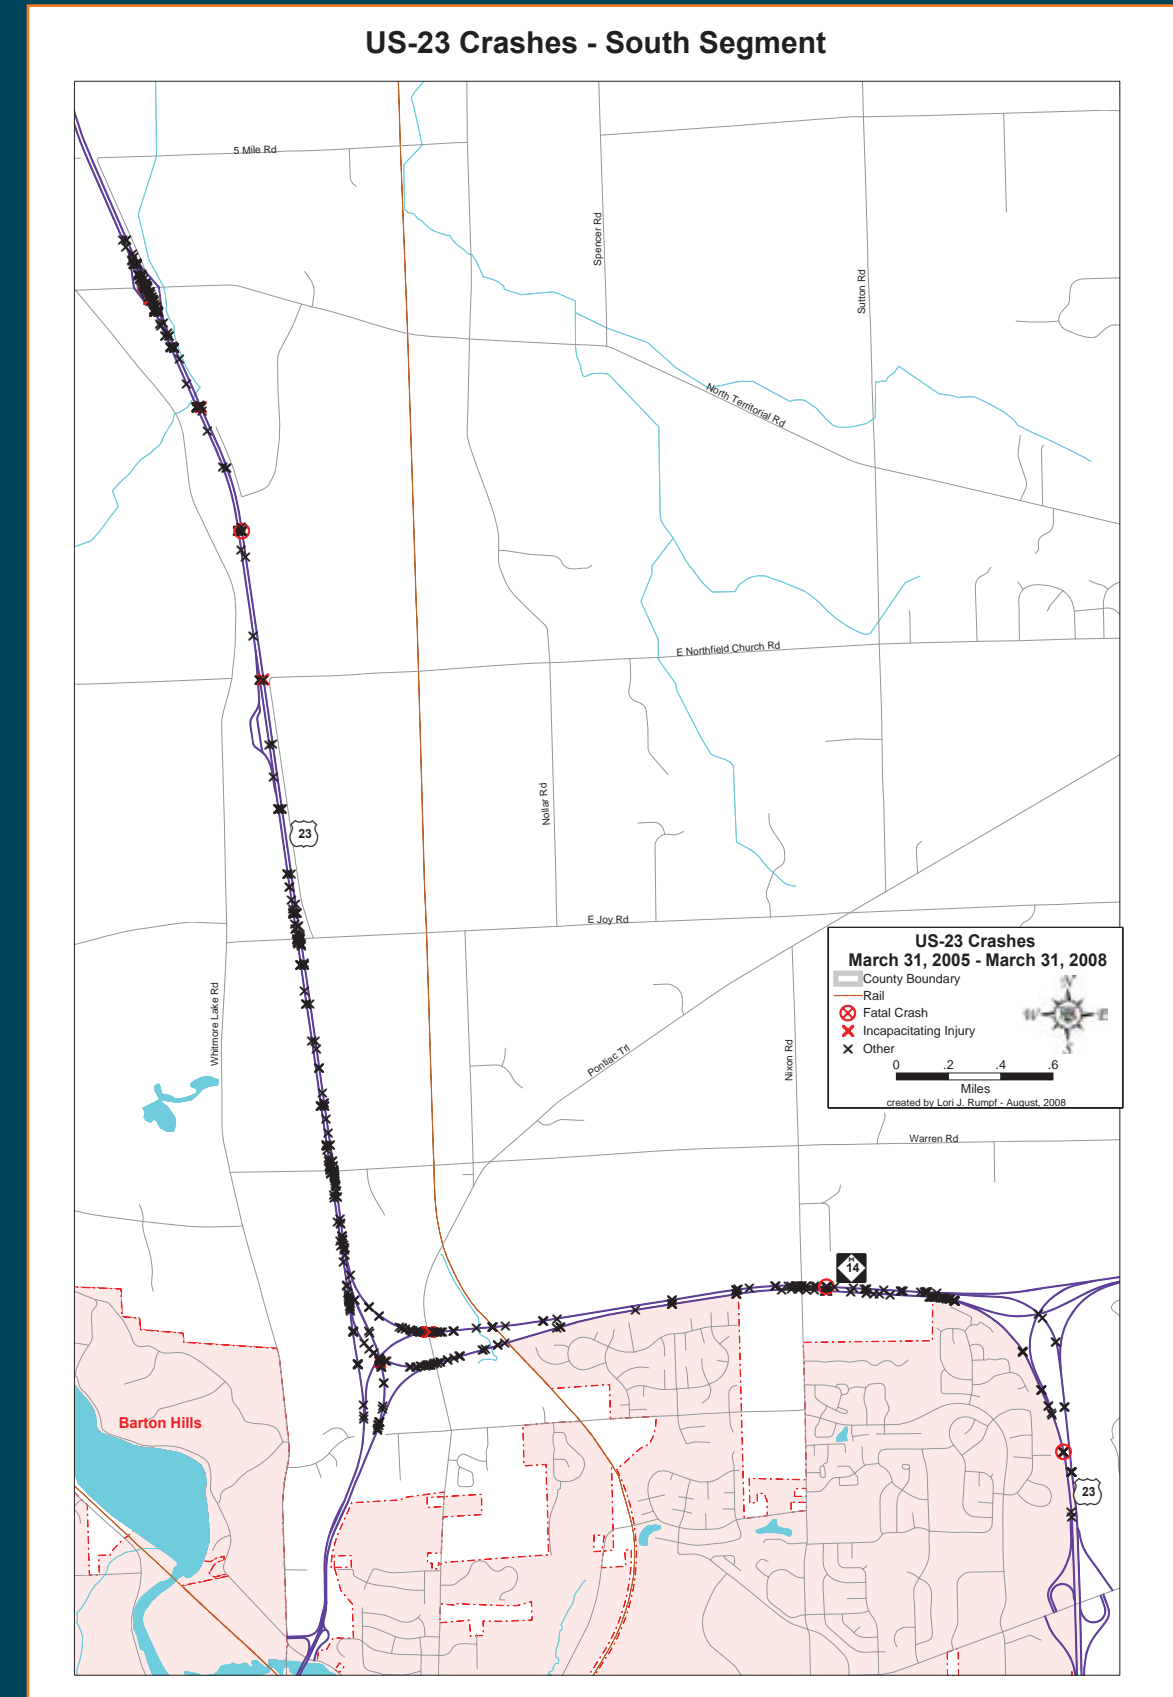 US-23 Crashes - South Segment
5 Mile Rd
Spencer Rd
Sutton Rd
North Territorial Rd
E Northfield Church Rd
Nollar Rd
23
E Joy Rd
US-23 Crashes
March 31, 2005 - March 31, 2008
County Boundary
Rail
Fatal Crash
Incapacitating Injury
Other
N
W
E
S
0 .2 .4 .6
Miles
created by Lori J. Rumpf - August, 2008
Whitmore Lake Rd
Pontiac Trl
Nixon Rd
Warren Rd
M
14
Barton Hills
23